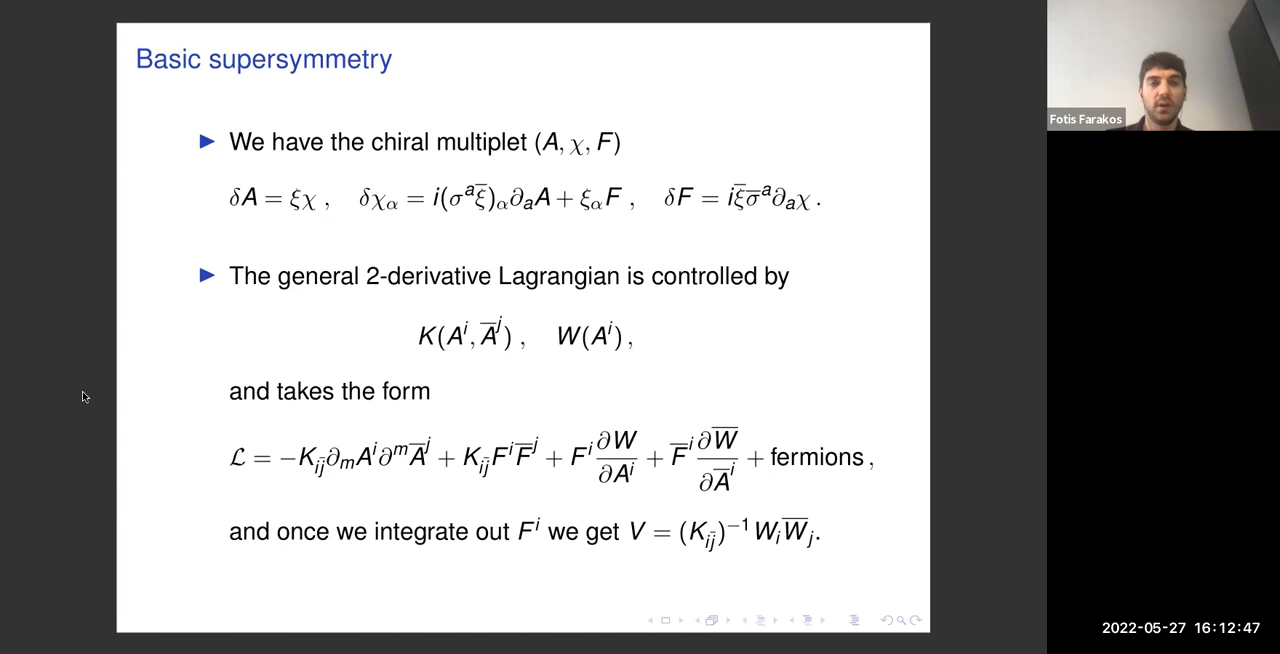 Basic supersymmetry
▶ We have the chiral multiplet (A, χ, F)
δA = ξχ , δχ_α = i(σ^a ξ̅)_α ∂_a A + ξ_α F , δF = iξ̅σ̅^a ∂_a χ .
▶ The general 2-derivative Lagrangian is controlled by
K(A^i, A̅^j) , W(A^i) ,
and takes the form
ℒ = −K_{ij̅} ∂_m A^i ∂^m A̅^j + K_{ij̅} F^i F̅^j + F^i ∂W/∂A^i + F̅^i ∂W̅/∂A̅^i + fermions ,
and once we integrate out F^i we get V = (K_{ij̅})^{−1} W_i W̅_j.
Fotis Farakos
2022-05-27 16:12:47